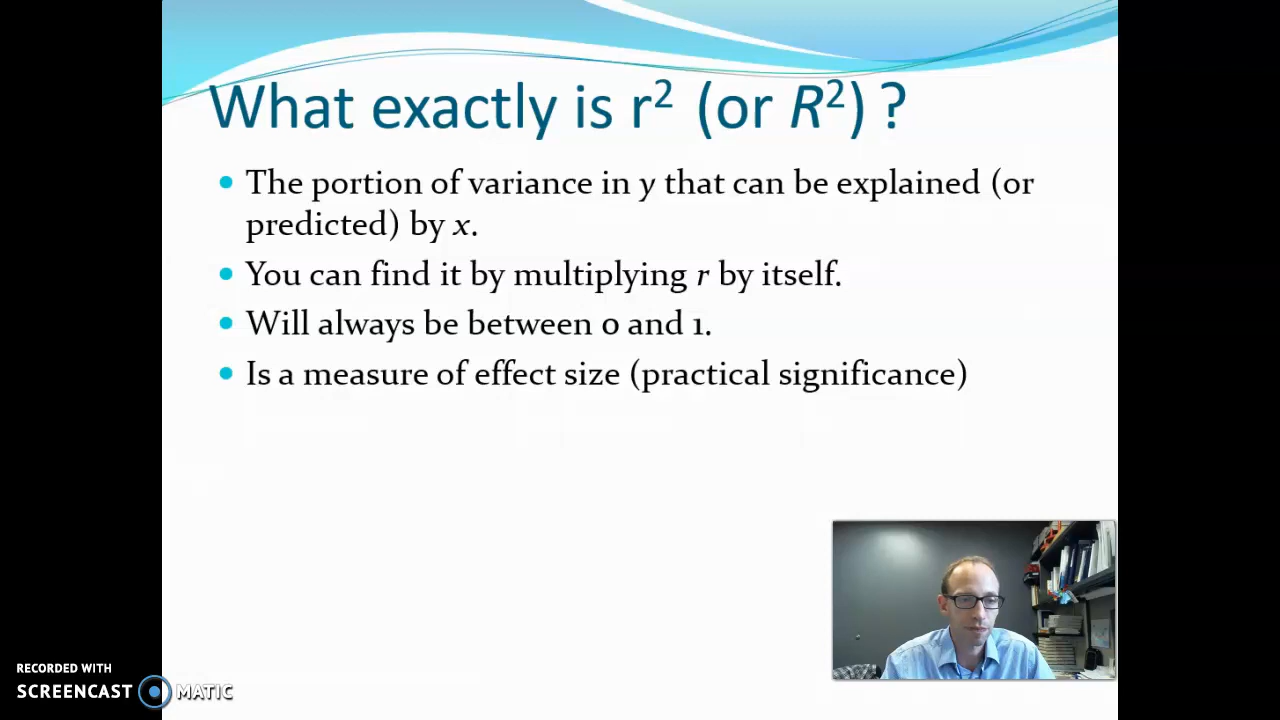 What exactly is r² (or R²) ?
• The portion of variance in y that can be explained (or
predicted) by x.
• You can find it by multiplying r by itself.
• Will always be between 0 and 1.
• Is a measure of effect size (practical significance)
RECORDED WITH
SCREENCAST MATIC